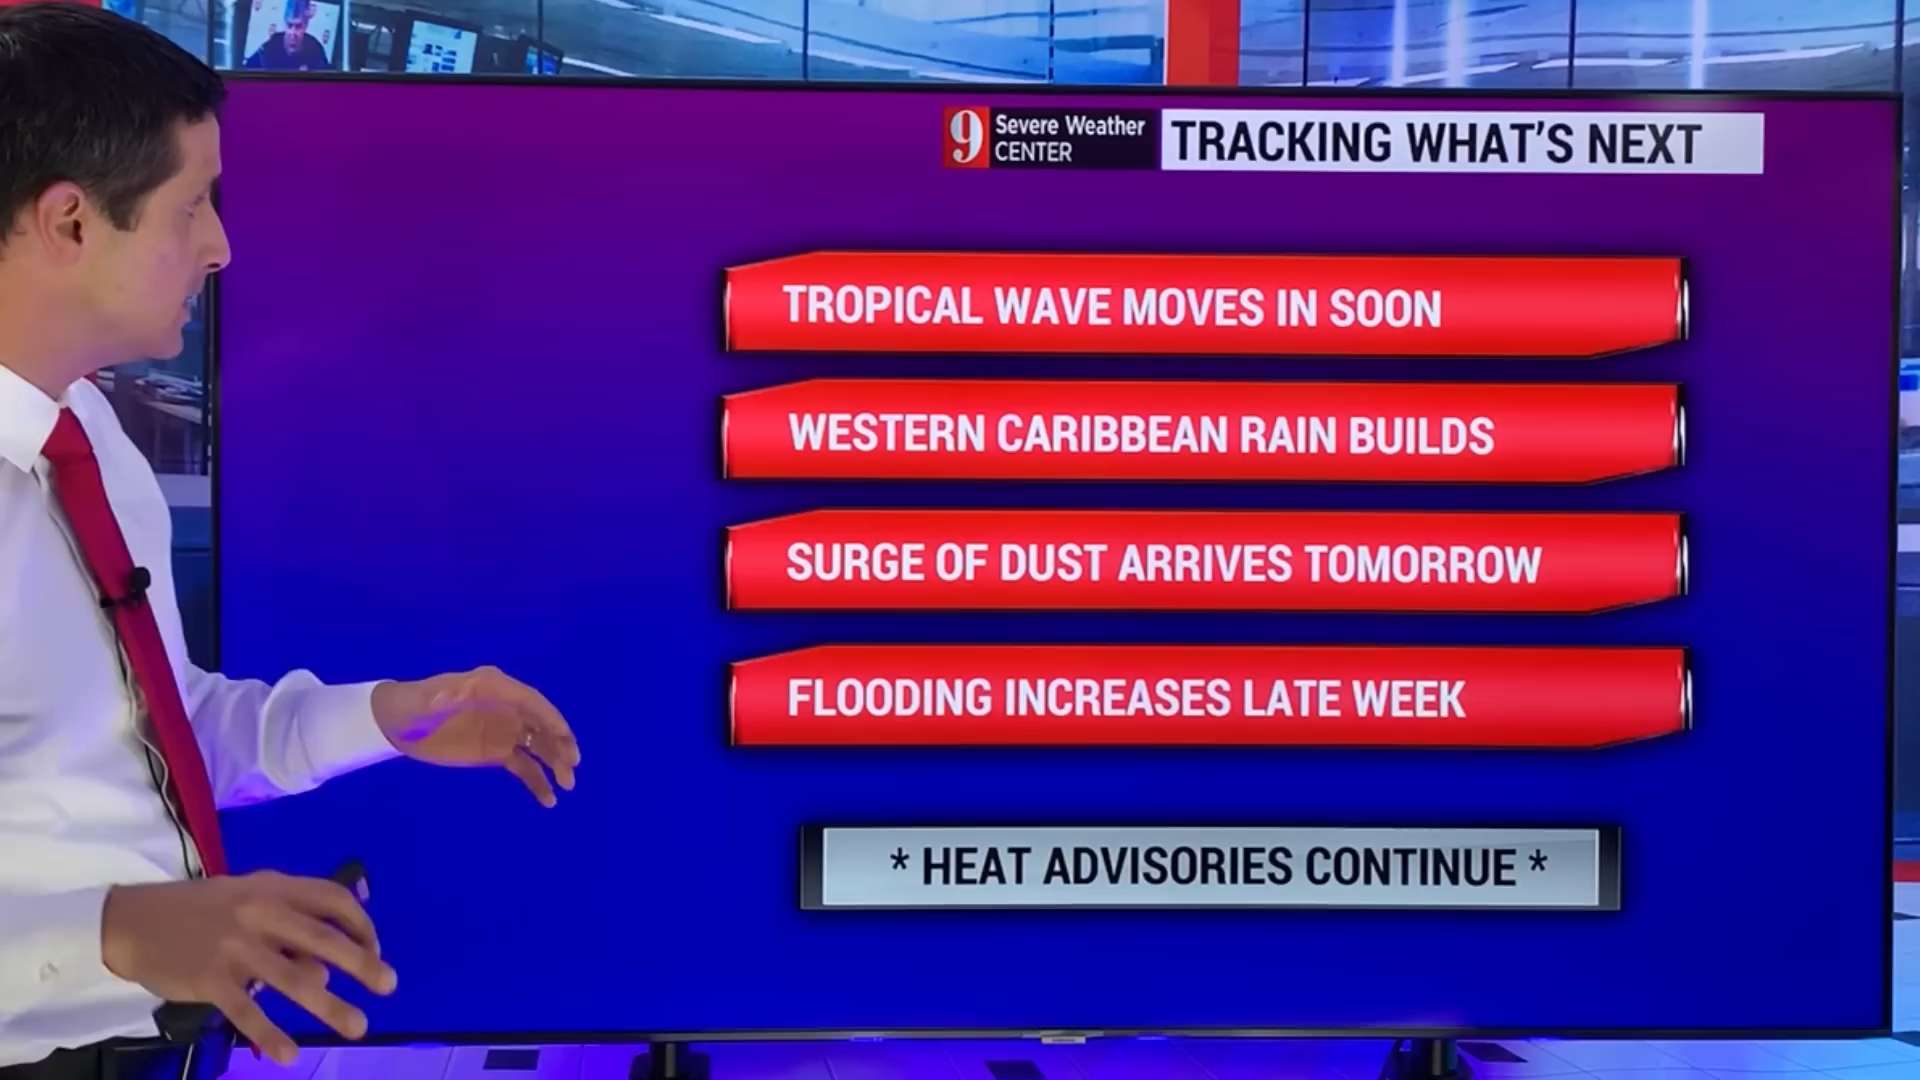 9 Severe Weather
CENTER
TRACKING WHAT'S NEXT
TROPICAL WAVE MOVES IN SOON
WESTERN CARIBBEAN RAIN BUILDS
SURGE OF DUST ARRIVES TOMORROW
FLOODING INCREASES LATE WEEK
* HEAT ADVISORIES CONTINUE *